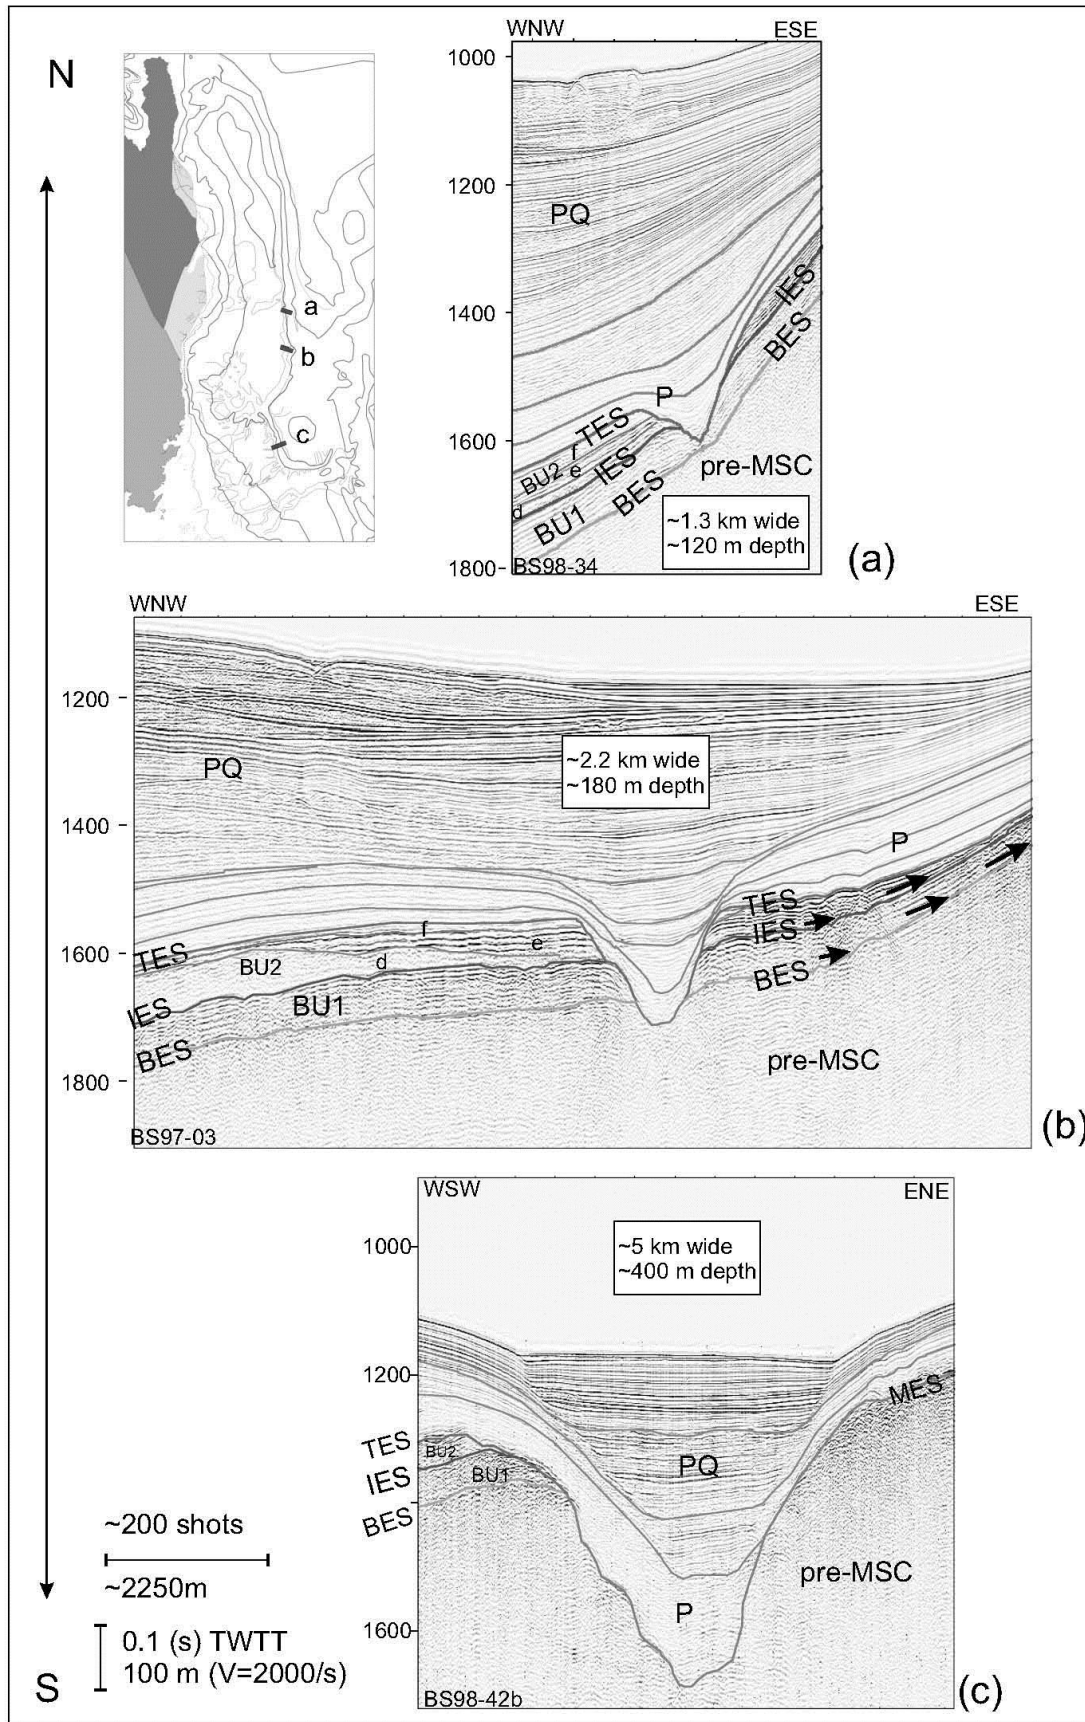 N
a
b
c
WNW
ESE
1000
1200
1400
1600
1800
PQ
P
IES
BES
TES
f
BU2
e
IES
d
BU1
BES
pre-MSC
~1.3 km wide
~120 m depth
BS98-34
(a)
WNW
ESE
1200
1400
1600
1800
~2.2 km wide
~180 m depth
PQ
P
TES
f
BU2
d
e
TES
IES
IES
BU1
BES
BES
pre-MSC
BS97-03
(b)
WSW
ENE
1000
1200
1600
~5 km wide
~400 m depth
MES
TES
BU2
IES
BU1
BES
PQ
P
pre-MSC
BS98-42b
(c)
~200 shots
~2250m
0.1 (s) TWTT
100 m (V=2000/s)
S